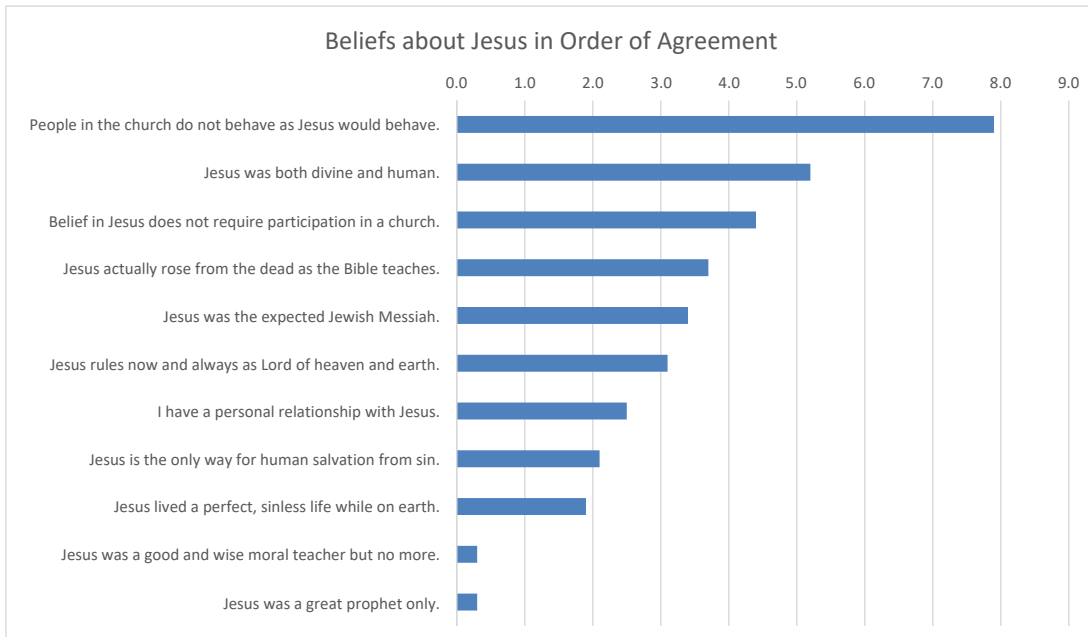 Beliefs about Jesus in Order of Agreement
0.0 1.0 2.0 3.0 4.0 5.0 6.0 7.0 8.0 9.0
People in the church do not behave as Jesus would behave.
Jesus was both divine and human.
Belief in Jesus does not require participation in a church.
Jesus actually rose from the dead as the Bible teaches.
Jesus was the expected Jewish Messiah.
Jesus rules now and always as Lord of heaven and earth.
I have a personal relationship with Jesus.
Jesus is the only way for human salvation from sin.
Jesus lived a perfect, sinless life while on earth.
Jesus was a good and wise moral teacher but no more.
Jesus was a great prophet only.